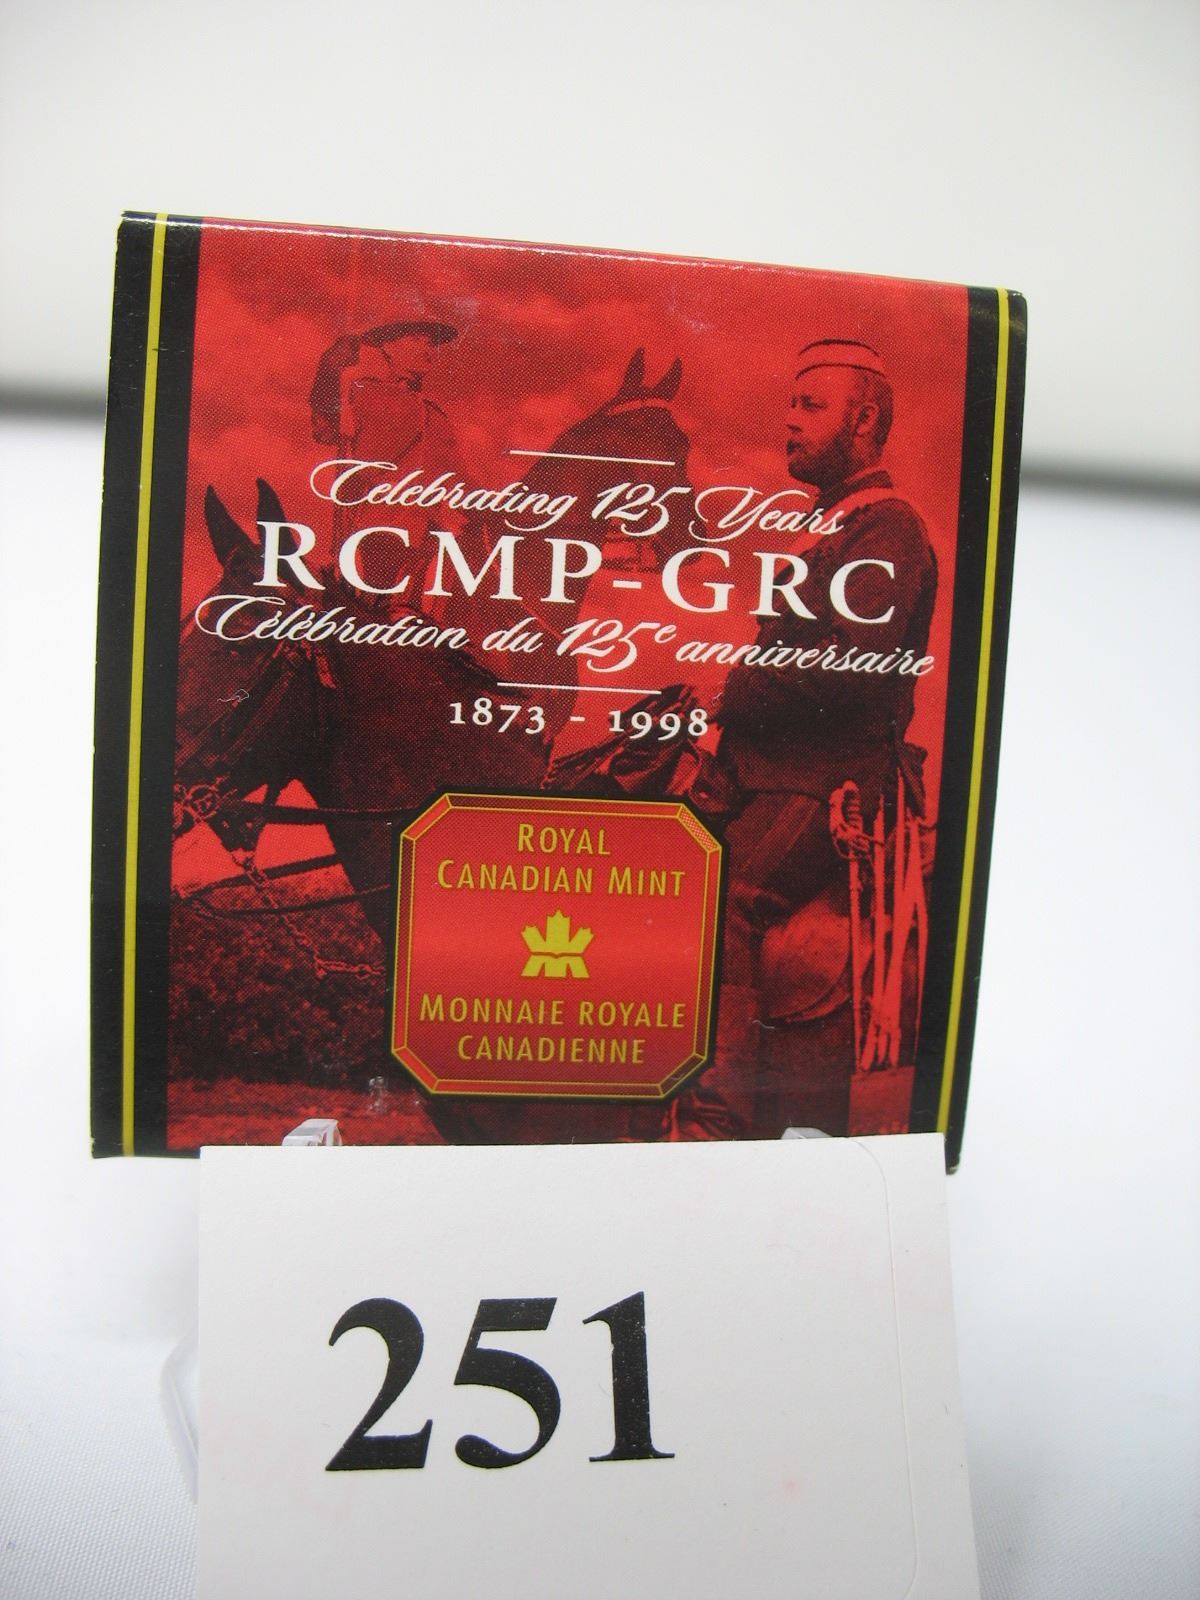 Celebrating 125 Years
RCMP-GRC
Célébration du 125e anniversaire
1873 - 1998
ROYAL
CANADIAN MINT
MONNAIE ROYALE
CANADIENNE
251